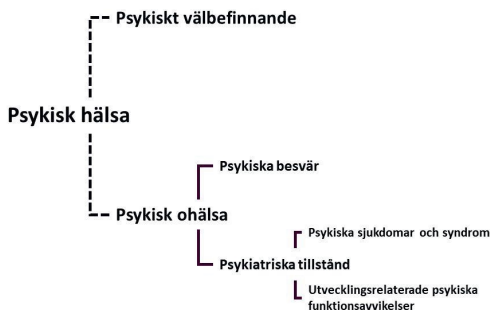 Psykiskt välbefinnande
Psykisk hälsa
Psykiska besvär
Psykisk ohälsa
Psykiska sjukdomar och syndrom
Psykiatriska tillstånd
Utvecklingsrelaterade psykiska
funktionsavvikelser